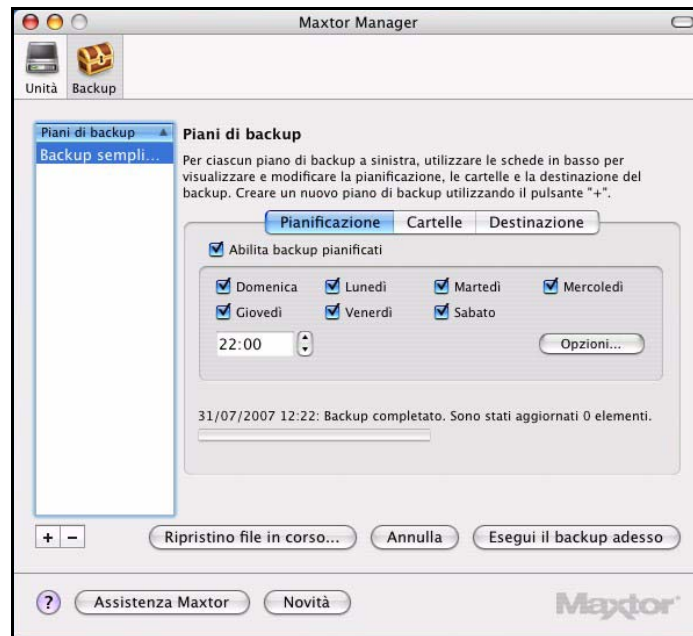 Maxtor Manager
Unità Backup
Piani di backup
Backup sempli...
Piani di backup
Per ciascun piano di backup a sinistra, utilizzare le schede in basso per
visualizzare e modificare la pianificazione, le cartelle e la destinazione del
backup. Creare un nuovo piano di backup utilizzando il pulsante "+".
Pianificazione Cartelle Destinazione
Abilita backup pianificati
Domenica Lunedì Martedì Mercoledì
Giovedì Venerdì Sabato
22:00 Opzioni...
31/07/2007 12:22: Backup completato. Sono stati aggiornati 0 elementi.
+ − Ripristino file in corso... Annulla Esegui il backup adesso
? Assistenza Maxtor Novità Maxtor